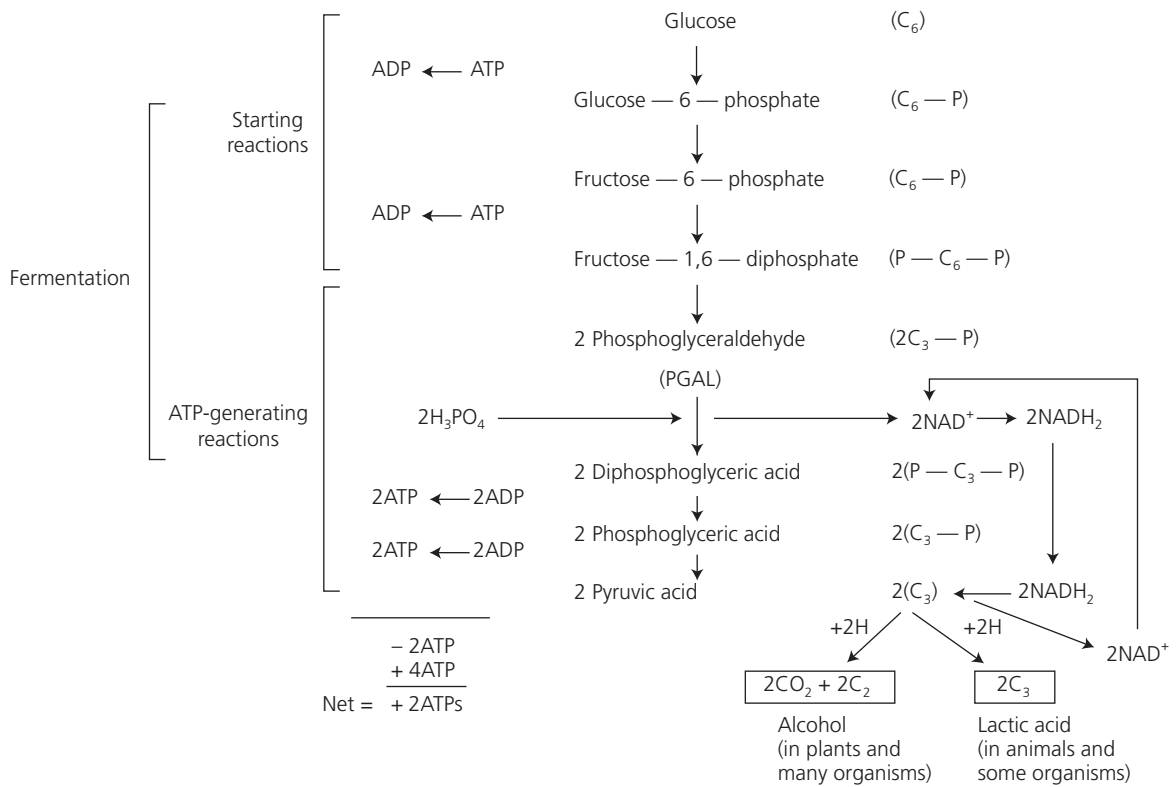 Glucose (C₆)
ADP ATP
Glucose — 6 — phosphate (C₆ — P)
Starting
reactions
Fructose — 6 — phosphate (C₆ — P)
ADP ATP
Fructose — 1,6 — diphosphate (P — C₆ — P)
Fermentation
2 Phosphoglyceraldehyde (2C₃ — P)
(PGAL)
ATP-generating
reactions
2H₃PO₄ 2NAD⁺ 2NADH₂
2 Diphosphoglyceric acid 2(P — C₃ — P)
2ATP 2ADP
2 Phosphoglyceric acid 2(C₃ — P)
2ATP 2ADP
2 Pyruvic acid 2(C₃) 2NADH₂
+2H +2H
2NAD⁺
– 2ATP
+ 4ATP
Net = + 2ATPs
2CO₂ + 2C₂ 2C₃
Alcohol
(in plants and
many organisms)
Lactic acid
(in animals and
some organisms)